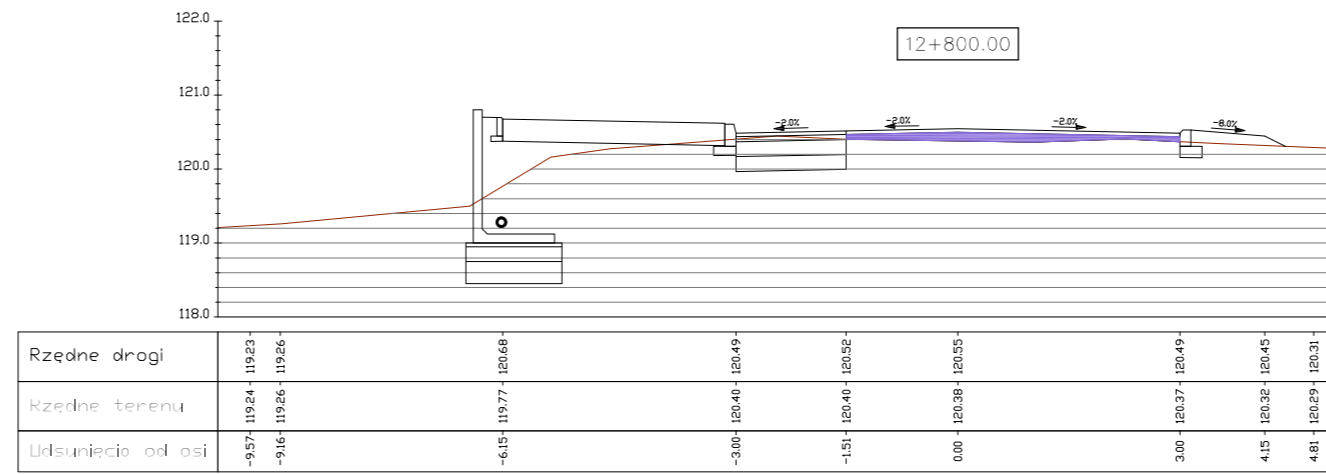 122.0
12+800.00
121.0
-2.0% -2.0% -2.0% -8.0%
120.0
119.0
118.0
Rzędne drogi 119.23 119.26 120.68 120.49 120.52 120.55 120.49 120.45 120.31
Rzędne terenu 119.24 119.26 119.77 120.40 120.40 120.38 120.37 120.32 120.29
Odsunięcio od osi -9.57 -9.16 -6.15 -3.00 -1.51 0.00 3.00 4.15 4.81